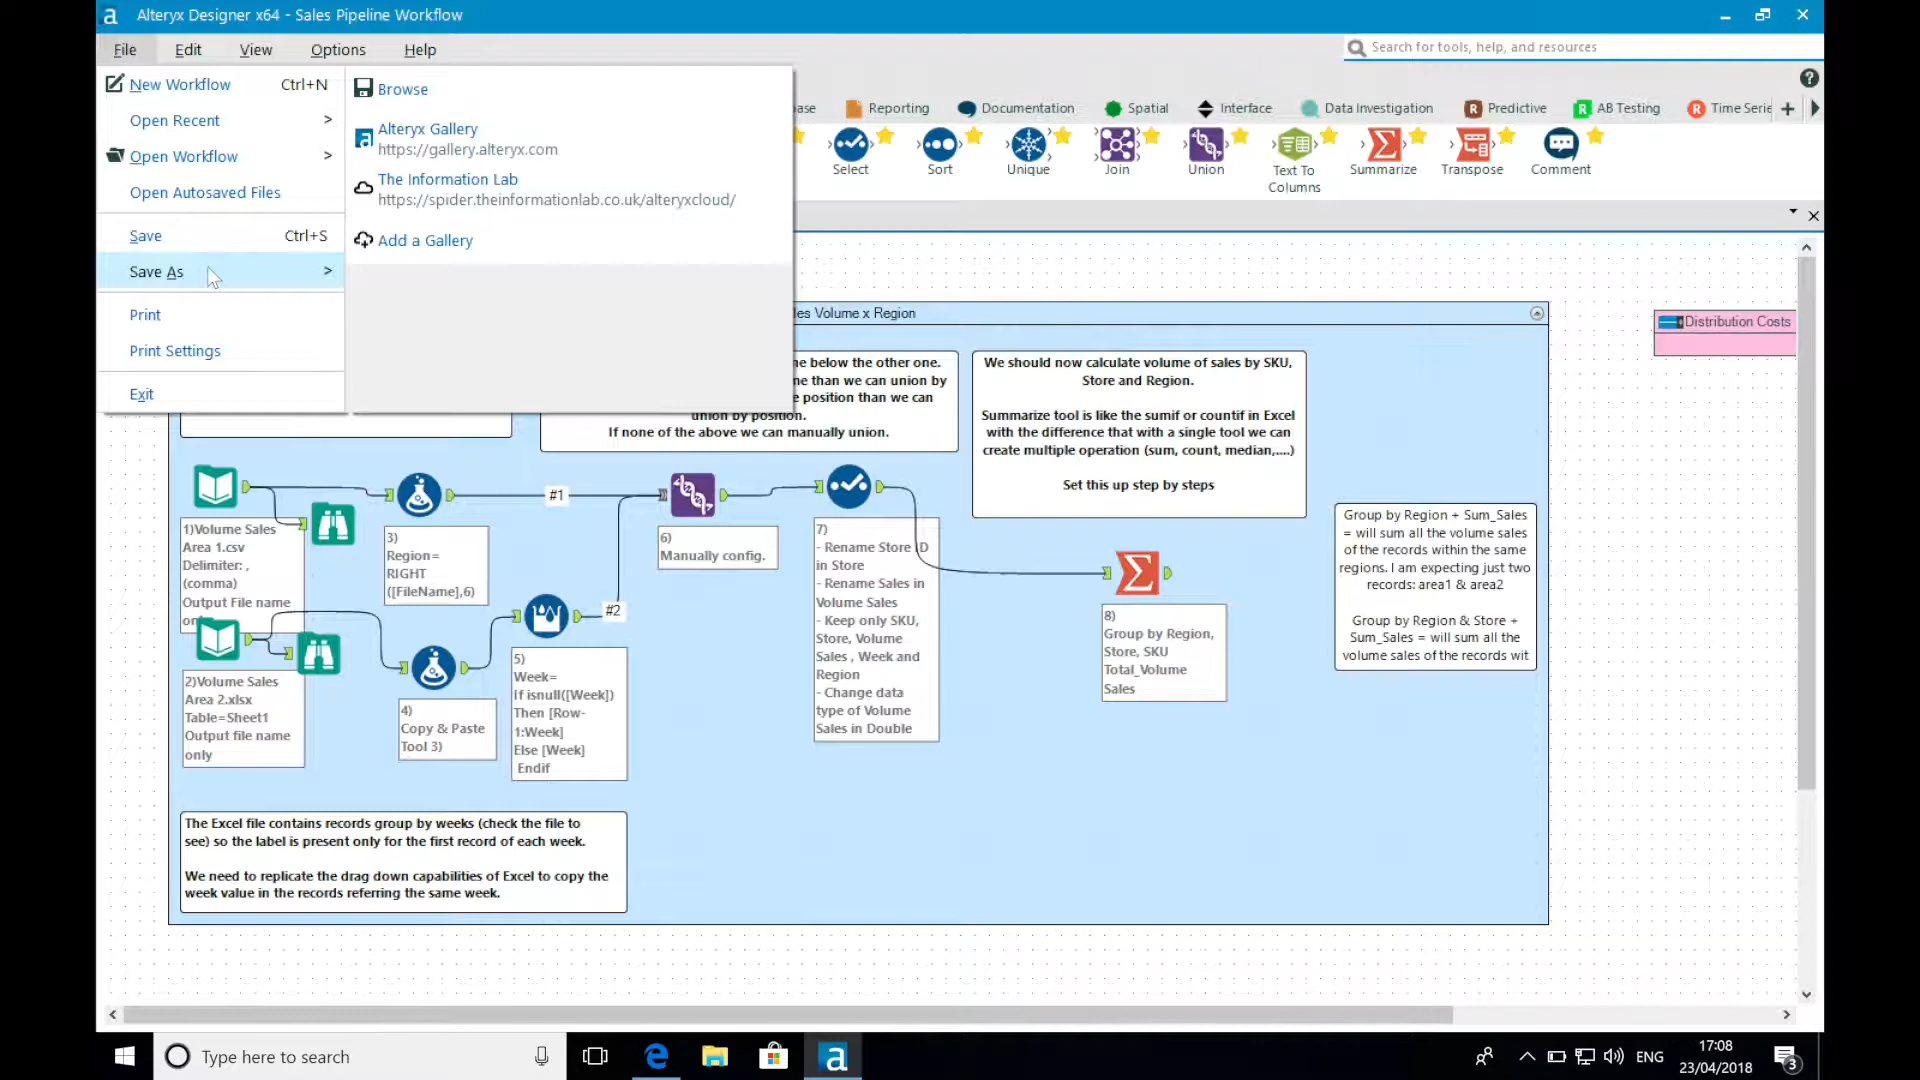 Alteryx Designer x64 - Sales Pipeline Workflow
File Edit View Options Help
Search for tools, help, and resources
New Workflow Ctrl+N
Open Recent >
Open Workflow >
Open Autosaved Files
Save Ctrl+S
Save As >
Print
Print Settings
Exit
Browse
Alteryx Gallery
https://gallery.alteryx.com
The Information Lab
https://spider.theinformationlab.co.uk/alteryxcloud/
Add a Gallery
ase Reporting Documentation Spatial Interface Data Investigation Predictive AB Testing Time Serie
Select Sort Unique Join Union Text To Columns Summarize Transpose Comment
les Volume x Region
Distribution Costs
ne below the other one.
ne than we can union by
e position than we can
union by position.
If none of the above we can manually union.
We should now calculate volume of sales by SKU,
Store and Region.
Summarize tool is like the sumif or countif in Excel
with the difference that with a single tool we can
create multiple operation (sum, count, median,....)
Set this up step by steps
#1
1)Volume Sales
Area 1.csv
Delimiter: ,
(comma)
Output File name
on
3)
Region=
RIGHT
([FileName],6)
6)
Manually config.
7)
- Rename Store ID
in Store
- Rename Sales in
Volume Sales
- Keep only SKU,
Store, Volume
Sales , Week and
Region
- Change data
type of Volume
Sales in Double
Group by Region + Sum_Sales
= will sum all the volume sales
of the records within the same
regions. I am expecting just two
records: area1 & area2
Group by Region & Store +
Sum_Sales = will sum all the
volume sales of the records wit
#2
8)
Group by Region,
Store, SKU
Total_Volume
Sales
2)Volume Sales
Area 2.xlsx
Table=Sheet1
Output file name
only
4)
Copy & Paste
Tool 3)
5)
Week=
If isnull([Week])
Then [Row-
1:Week]
Else [Week]
Endif
The Excel file contains records group by weeks (check the file to
see) so the label is present only for the first record of each week.
We need to replicate the drag down capabilities of Excel to copy the
week value in the records referring the same week.
Type here to search
ENG
17:08
23/04/2018
3